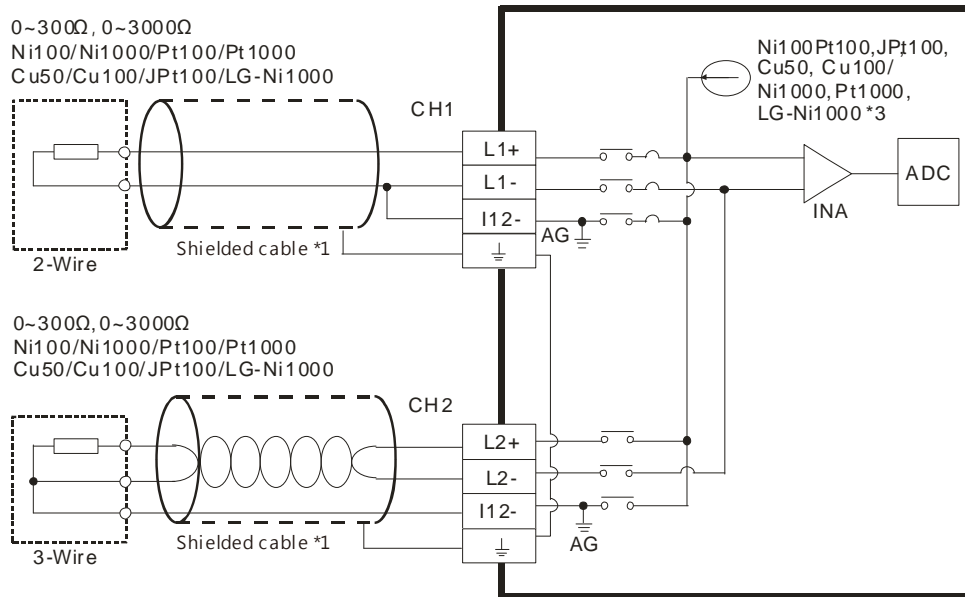 0~300Ω, 0~3000Ω
Ni100/Ni1000/Pt100/Pt1000
Cu50/Cu100/JPt100/LG-Ni1000
CH1
Ni100Pt100,JPt100,
Cu50, Cu100/
Ni1000, Pt1000,
LG-Ni1000 *3
L1+
L1-
I12-
AG
INA
ADC
Shielded cable *1
2-Wire
0~300Ω, 0~3000Ω
Ni100/Ni1000/Pt100/Pt1000
Cu50/Cu100/JPt100/LG-Ni1000
CH2
L2+
L2-
I12-
AG
Shielded cable *1
3-Wire